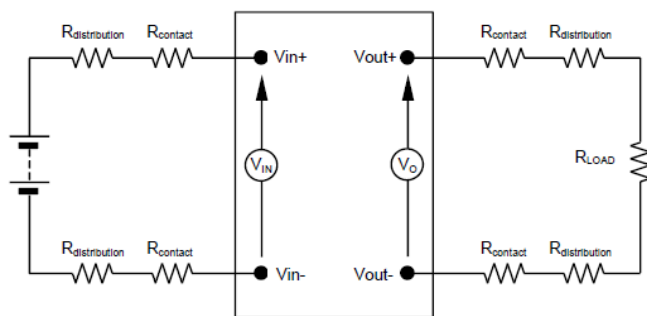 Rdistribution Rcontact Rcontact Rdistribution
Vin+ Vout+
VIN VO RLOAD
Rdistribution Rcontact Rcontact Rdistribution
Vin- Vout-